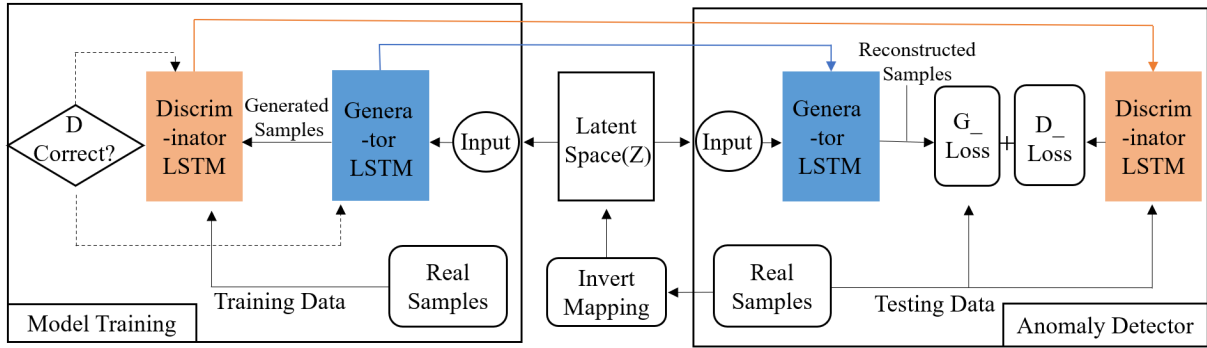 D
Correct?
Discrim
-inator
LSTM
Generated
Samples
Genera
-tor
LSTM
Input
Real
Samples
Training Data
Model Training
Latent
Space(Z)
Invert
Mapping
Input
Genera
-tor
LSTM
Reconstructed
Samples
G_
Loss
+
D_
Loss
Discrim
-inator
LSTM
Real
Samples
Testing Data
Anomaly Detector